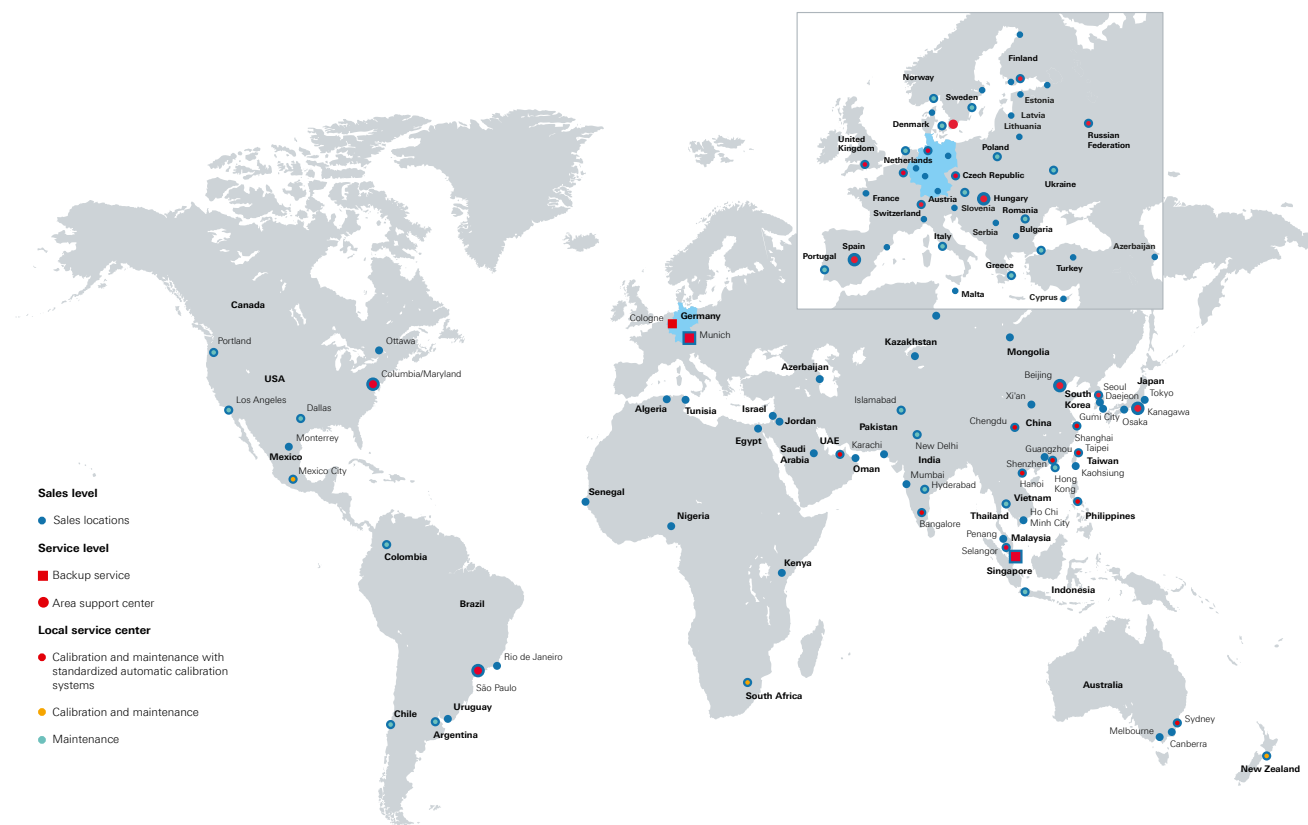 Norway
Finland
Sweden
Estonia
Latvia
Lithuania
Denmark
Russian
Federation
United
Kingdom
Netherlands
Poland
Czech Republic
Ukraine
France
Austria
Hungary
Switzerland
Slovenia
Romania
Serbia
Bulgaria
Italy
Spain
Portugal
Greece
Turkey
Azerbaijan
Malta
Cyprus
Canada
Portland
Ottawa
USA
Columbia/Maryland
Los Angeles
Dallas
Monterrey
Mexico
Mexico City
Colombia
Brazil
Rio de Janeiro
São Paulo
Chile
Uruguay
Argentina
Cologne
Germany
Munich
Algeria
Tunisia
Israel
Jordan
Egypt
Saudi
Arabia
UAE
Oman
Azerbaijan
Senegal
Nigeria
Kenya
South Africa
Kazakhstan
Mongolia
Islamabad
Pakistan
Karachi
New Delhi
India
Mumbai
Hyderabad
Bangalore
Beijing
Xi'an
Chengdu
China
South
Korea
Seoul
Daejeon
Gumi City
Japan
Tokyo
Kanagawa
Osaka
Shanghai
Taipei
Taiwan
Kaohsiung
Guangzhou
Shenzhen
Hong
Kong
Hanoi
Vietnam
Ho Chi
Minh City
Thailand
Philippines
Penang
Malaysia
Selangor
Singapore
Indonesia
Australia
Sydney
Melbourne
Canberra
New Zealand
Sales level
Sales locations
Service level
Backup service
Area support center
Local service center
Calibration and maintenance with
standardized automatic calibration
systems
Calibration and maintenance
Maintenance